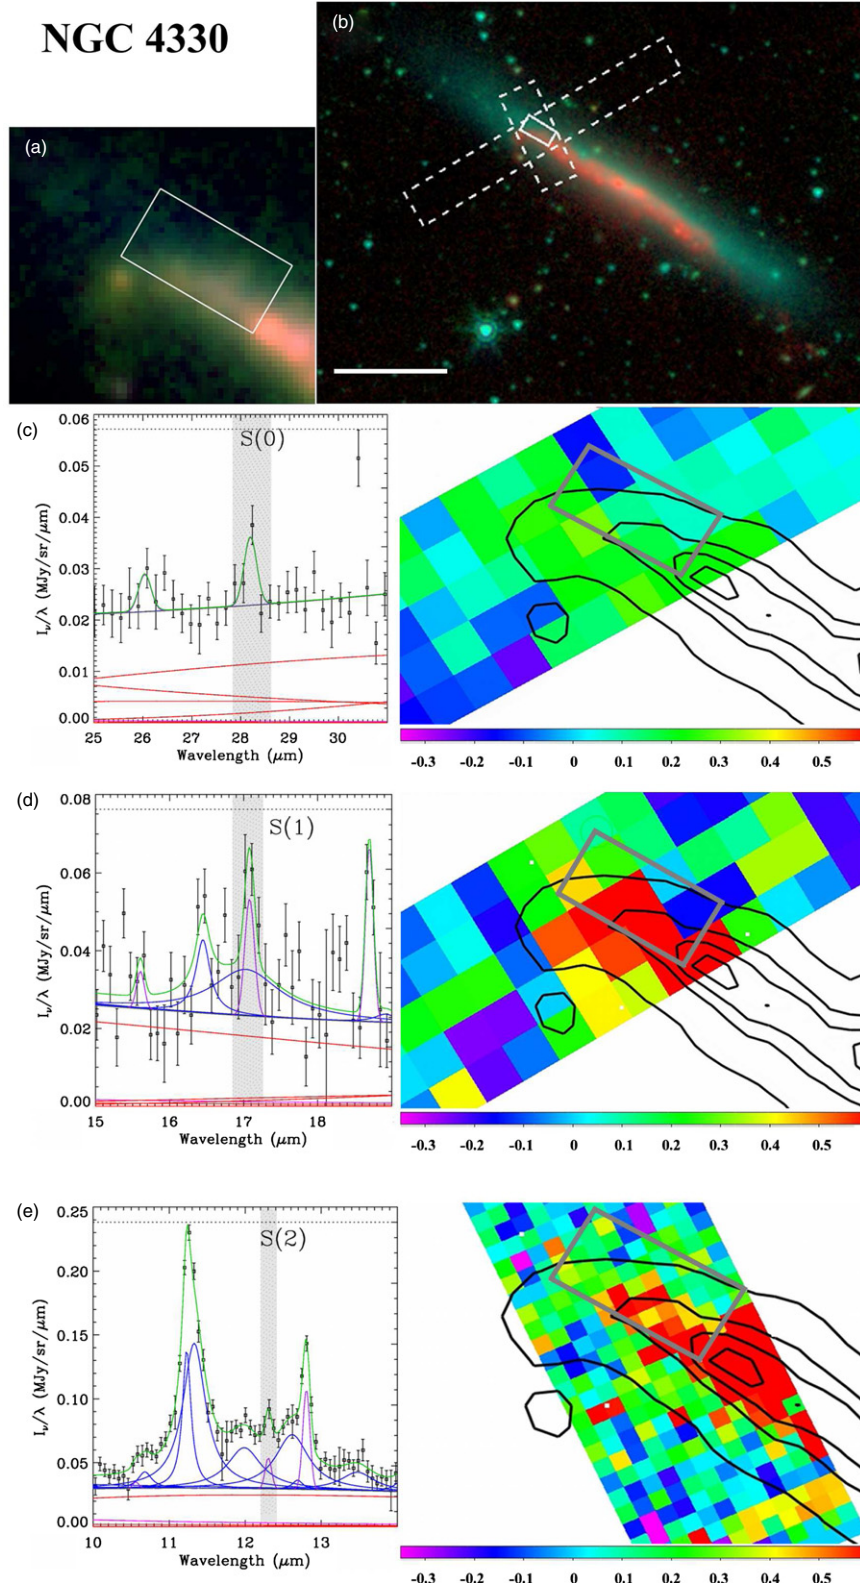 NGC 4330
(a)
(b)
(c)
0.06
0.05
0.04
0.03
0.02
0.01
0.00
I_ν/λ (MJy/sr/μm)
S(0)
25 26 27 28 29 30
Wavelength (μm)
-0.3 -0.2 -0.1 0 0.1 0.2 0.3 0.4 0.5
(d)
0.08
0.06
0.04
0.02
0.00
I_ν/λ (MJy/sr/μm)
S(1)
15 16 17 18
Wavelength (μm)
-0.3 -0.2 -0.1 0 0.1 0.2 0.3 0.4 0.5
(e)
0.25
0.20
0.15
0.10
0.05
0.00
I_ν/λ (MJy/sr/μm)
S(2)
10 11 12 13
Wavelength (μm)
-0.3 -0.2 -0.1 0 0.1 0.2 0.3 0.4 0.5